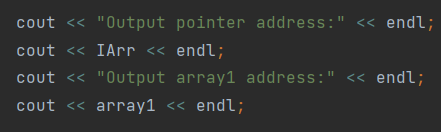 cout << "Output pointer address:" << endl;
cout << IArr << endl;
cout << "Output array1 address:" << endl;
cout << array1 << endl;